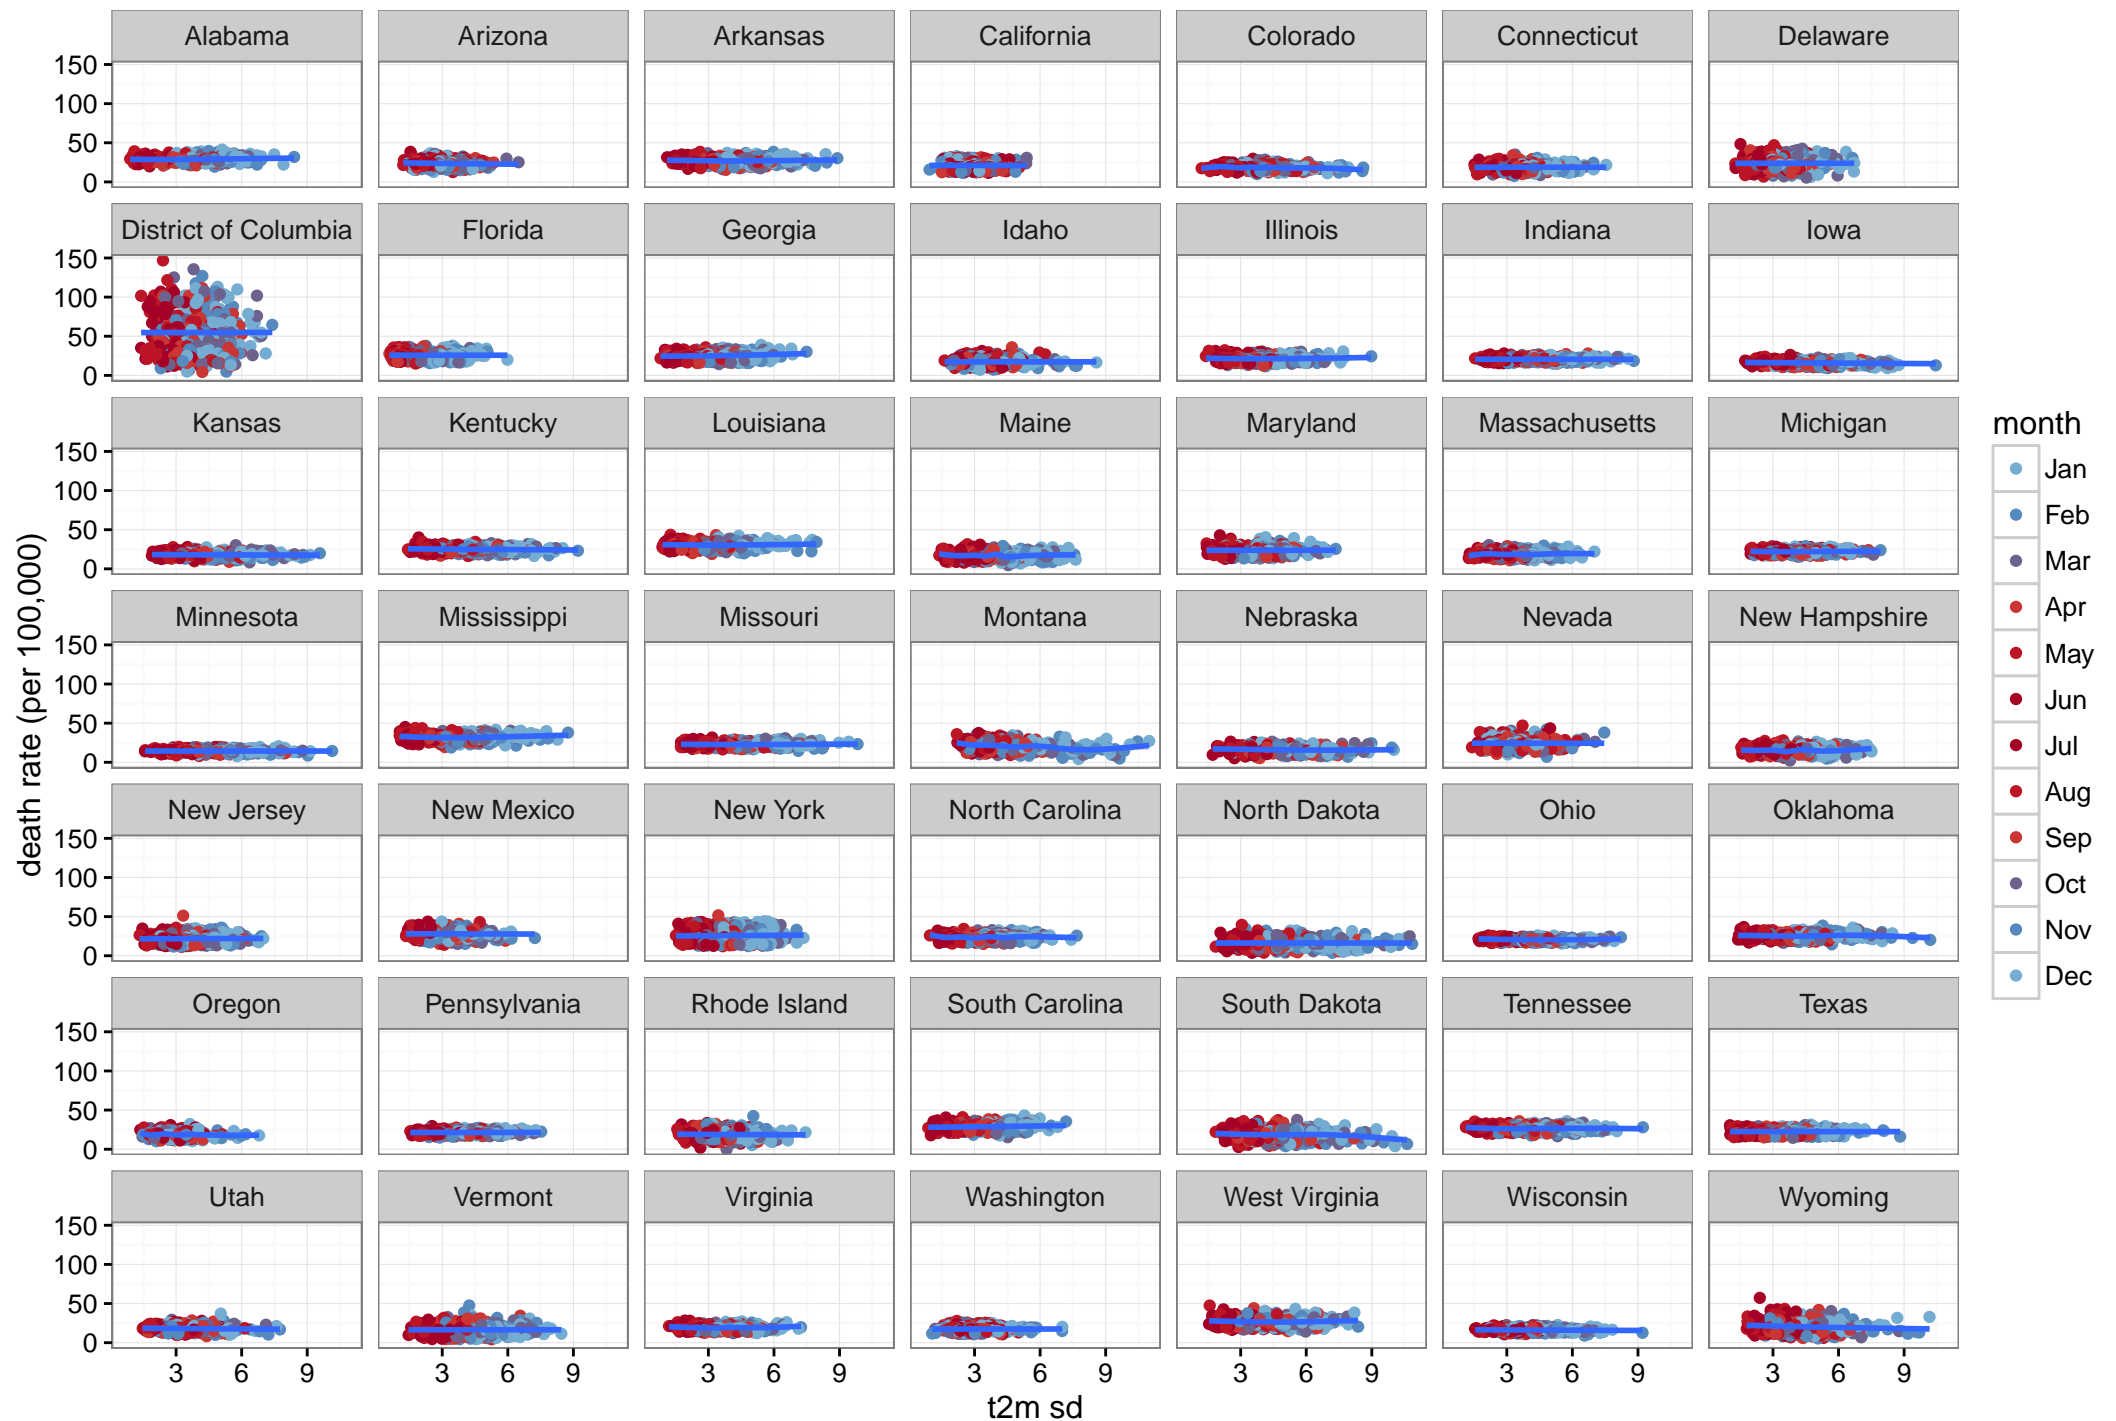 Alabama Arizona Arkansas California Colorado Connecticut Delaware
150
100
50
0
District of Columbia Florida Georgia Idaho Illinois Indiana Iowa
150
100
50
0
Kansas Kentucky Louisiana Maine Maryland Massachusetts Michigan
150
100
50
0
Minnesota Mississippi Missouri Montana Nebraska Nevada New Hampshire
150
100
50
0
New Jersey New Mexico New York North Carolina North Dakota Ohio Oklahoma
150
100
50
0
Oregon Pennsylvania Rhode Island South Carolina South Dakota Tennessee Texas
150
100
50
0
Utah Vermont Virginia Washington West Virginia Wisconsin Wyoming
150
100
50
0
3 6 9 3 6 9 3 6 9 3 6 9 3 6 9 3 6 9 3 6 9
t2m sd
death rate (per 100,000)
month
Jan
Feb
Mar
Apr
May
Jun
Jul
Aug
Sep
Oct
Nov
Dec